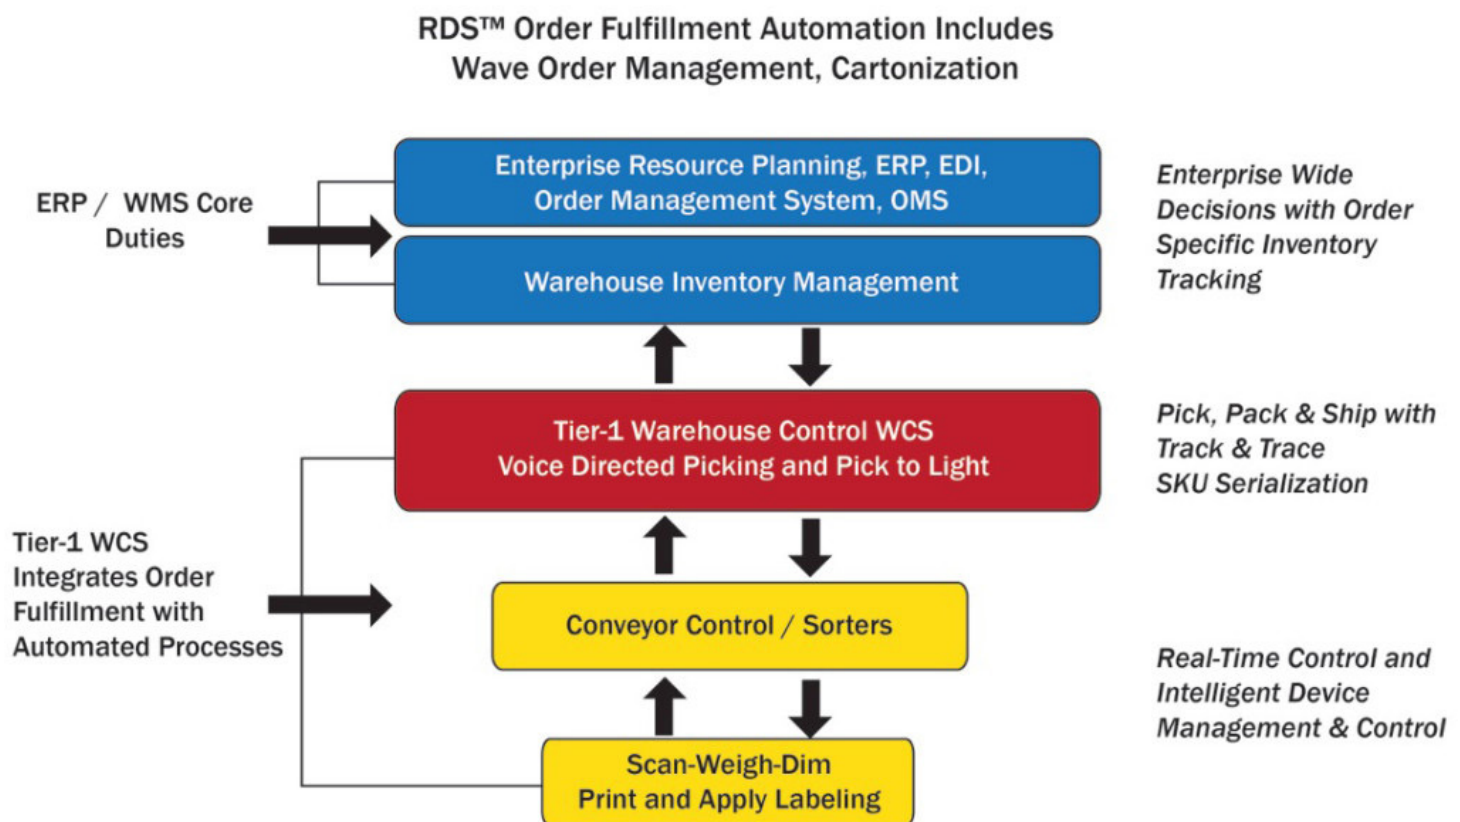 RDS™ Order Fulfillment Automation Includes
Wave Order Management, Cartonization
ERP / WMS Core
Duties
Enterprise Resource Planning, ERP, EDI,
Order Management System, OMS
Warehouse Inventory Management
Enterprise Wide
Decisions with Order
Specific Inventory
Tracking
Tier-1 Warehouse Control WCS
Voice Directed Picking and Pick to Light
Pick, Pack & Ship with
Track & Trace
SKU Serialization
Tier-1 WCS
Integrates Order
Fulfillment with
Automated Processes
Conveyor Control / Sorters
Real-Time Control and
Intelligent Device
Management & Control
Scan-Weigh-Dim
Print and Apply Labeling